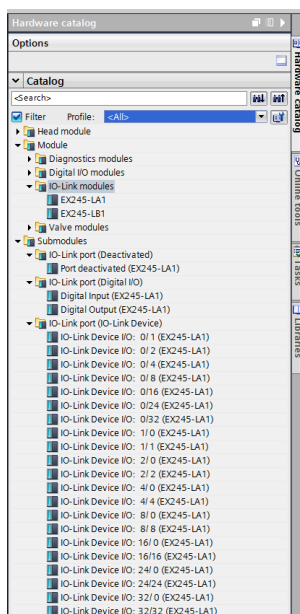 Hardware catalog
Options
Catalog
<Search>
Filter Profile: <All>
Head module
Module
Diagnostics modules
Digital I/O modules
IO-Link modules
EX245-LA1
EX245-LB1
Valve modules
Submodules
IO-Link port (Deactivated)
Port deactivated (EX245-LA1)
IO-Link port (Digital I/O)
Digital Input (EX245-LA1)
Digital Output (EX245-LA1)
IO-Link port (IO-Link Device)
IO-Link Device I/O: 0/ 1 (EX245-LA1)
IO-Link Device I/O: 0/ 2 (EX245-LA1)
IO-Link Device I/O: 0/ 4 (EX245-LA1)
IO-Link Device I/O: 0/ 8 (EX245-LA1)
IO-Link Device I/O: 0/16 (EX245-LA1)
IO-Link Device I/O: 0/24 (EX245-LA1)
IO-Link Device I/O: 0/32 (EX245-LA1)
IO-Link Device I/O: 1/ 0 (EX245-LA1)
IO-Link Device I/O: 1/ 1 (EX245-LA1)
IO-Link Device I/O: 2/ 0 (EX245-LA1)
IO-Link Device I/O: 2/ 2 (EX245-LA1)
IO-Link Device I/O: 4/ 0 (EX245-LA1)
IO-Link Device I/O: 4/ 4 (EX245-LA1)
IO-Link Device I/O: 8/ 0 (EX245-LA1)
IO-Link Device I/O: 8/ 8 (EX245-LA1)
IO-Link Device I/O: 16/ 0 (EX245-LA1)
IO-Link Device I/O: 16/16 (EX245-LA1)
IO-Link Device I/O: 24/ 0 (EX245-LA1)
IO-Link Device I/O: 24/24 (EX245-LA1)
IO-Link Device I/O: 32/ 0 (EX245-LA1)
IO-Link Device I/O: 32/32 (EX245-LA1)
Hardware catalog
Online tools
Tasks
Libraries